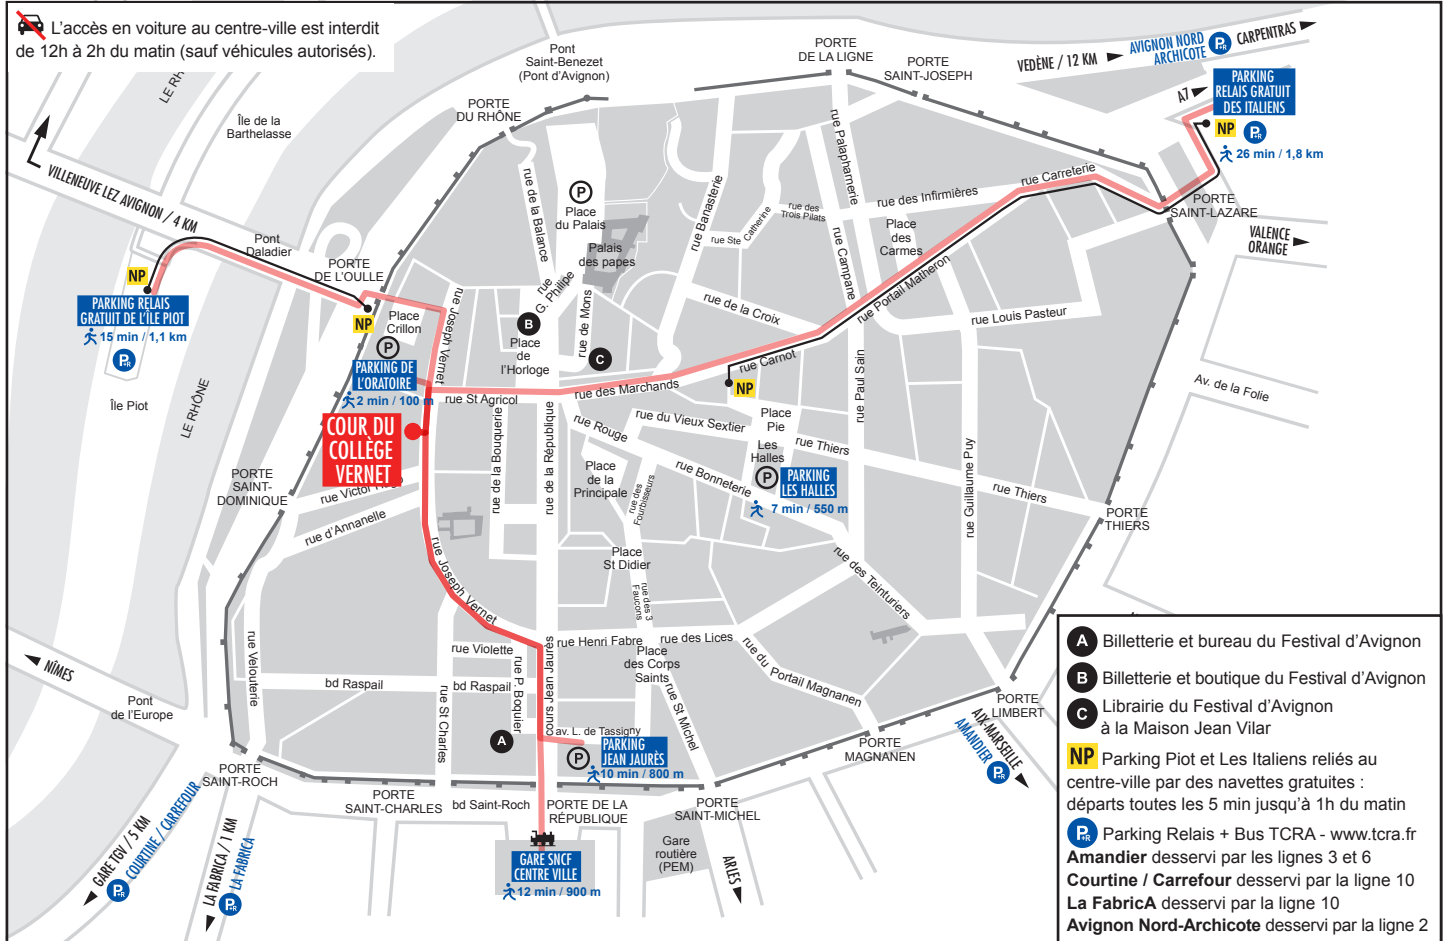 L'accès en voiture au centre-ville est interdit
de 12h à 2h du matin (sauf véhicules autorisés).
LE RH
Île de la
Barthelasse
Pont
Saint-Benezet
(Pont d'Avignon)
PORTE
DU RHÔNE
PORTE
DE LA LIGNE
PORTE
SAINT-JOSEPH
VEDÈNE / 12 KM
AVIGNON NORD
ARCHICOTE
P+R
CARPENTRAS
A7
PARKING
RELAIS GRATUIT
DES ITALIENS
NP
P+R
26 min / 1,8 km
PORTE
SAINT-LAZARE
VALENCE
ORANGE
VILLENEUVE LEZ AVIGNON / 4 KM
Pont
Daladier
PORTE
DE L'OULLE
NP
PARKING RELAIS
GRATUIT DE L'ÎLE PIOT
15 min / 1,1 km
P+R
Île Piot
LE RHÔNE
NP
Place
Crillon
P
PARKING DE
L'ORATOIRE
2 min / 100 m
COUR DU
COLLÈGE
VERNET
rue Joseph Vernet
rue de la Balance
P
Place
du Palais
Palais
des papes
rue
G. Philipe
B
Place
de
l'Horloge
rue de Mons
C
rue Banasterie
rue Ste Catherine
rue des
Trois Pilats
rue Palapharnerie
rue des Infirmières
rue Carreterie
Place
des
Carmes
rue Campane
rue Portail Matheron
rue de la Croix
rue Louis Pasteur
rue Carnot
NP
rue St Agricol
rue des Marchands
rue Paul Sain
Av. de la Folie
rue de la Bouquerie
rue de la République
rue Rouge
rue du Vieux Sextier
Place
Pie
Les
Halles
P
PARKING
LES HALLES
7 min / 550 m
rue Thiers
rue Thiers
rue Guillaume Puy
PORTE
THIERS
rue Bonneterie
Place
de la
Principale
rue des
Fourbisseurs
PORTE
SAINT-
DOMINIQUE
rue Victor
rue d'Annanelle
rue Joseph Vernet
Place
St Didier
rue des 3
Faucons
rue des Teinturiers
rue Henri Fabre
rue des Lices
Place
des Corps
Saints
rue du Portail Magnanen
rue Velouterie
rue Violette
bd Raspail
bd Raspail
rue P. Boquier
rue St Charles
Cours Jean Jaurès
av. L. de Tassigny
rue St Michel
A
P
PARKING
JEAN JAURÈS
10 min / 800 m
NÎMES
Pont
de l'Europe
PORTE
SAINT-ROCH
PORTE
SAINT-CHARLES
bd Saint-Roch
PORTE DE LA
RÉPUBLIQUE
PORTE
SAINT-MICHEL
PORTE
MAGNANEN
PORTE
LIMBERT
AIX-MARSEILLE
AMANDIER
P+R
GARE TGV / 5 KM
COURTINE / CARREFOUR
P+R
LA FABRICA / 1 KM
LA FABRICA
P+R
GARE SNCF
CENTRE VILLE
12 min / 900 m
Gare
routière
(PEM)
ARLES
A Billetterie et bureau du Festival d'Avignon
B Billetterie et boutique du Festival d'Avignon
C Librairie du Festival d'Avignon
à la Maison Jean Vilar
NP Parking Piot et Les Italiens reliés au
centre-ville par des navettes gratuites :
départs toutes les 5 min jusqu'à 1h du matin
P+R Parking Relais + Bus TCRA - www.tcra.fr
Amandier desservi par les lignes 3 et 6
Courtine / Carrefour desservi par la ligne 10
La FabricA desservi par la ligne 10
Avignon Nord-Archicote desservi par la ligne 2